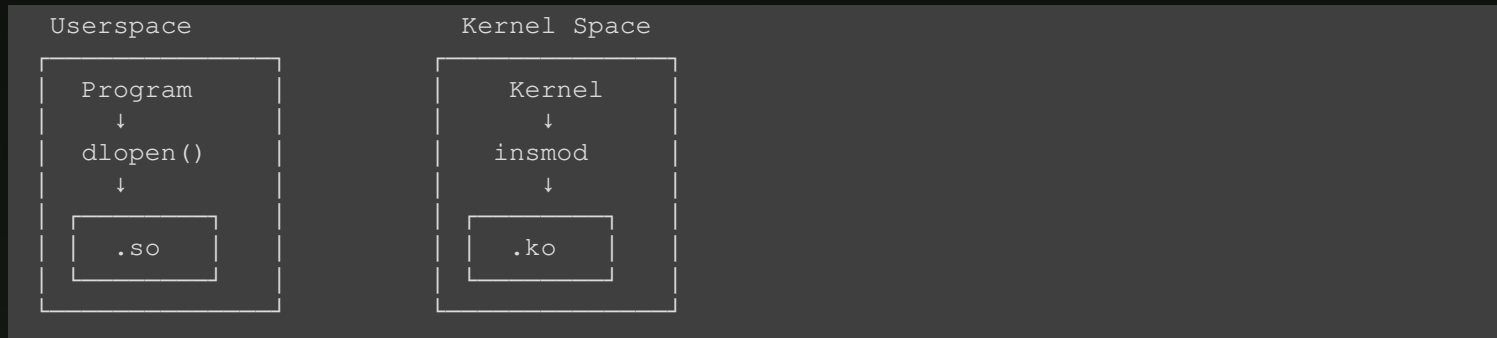 Userspace Kernel Space
Program Kernel
↓ ↓
dlopen() insmod
↓ ↓
.so .ko